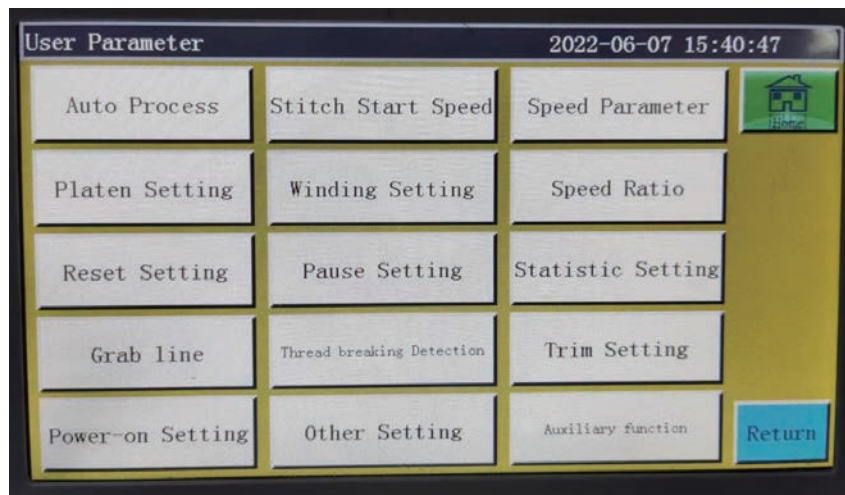 User Parameter 2022-06-07 15:40:47
Auto Process Stitch Start Speed Speed Parameter Home
Platen Setting Winding Setting Speed Ratio
Reset Setting Pause Setting Statistic Setting
Grab line Thread breaking Detection Trim Setting
Power-on Setting Other Setting Auxiliary function Return